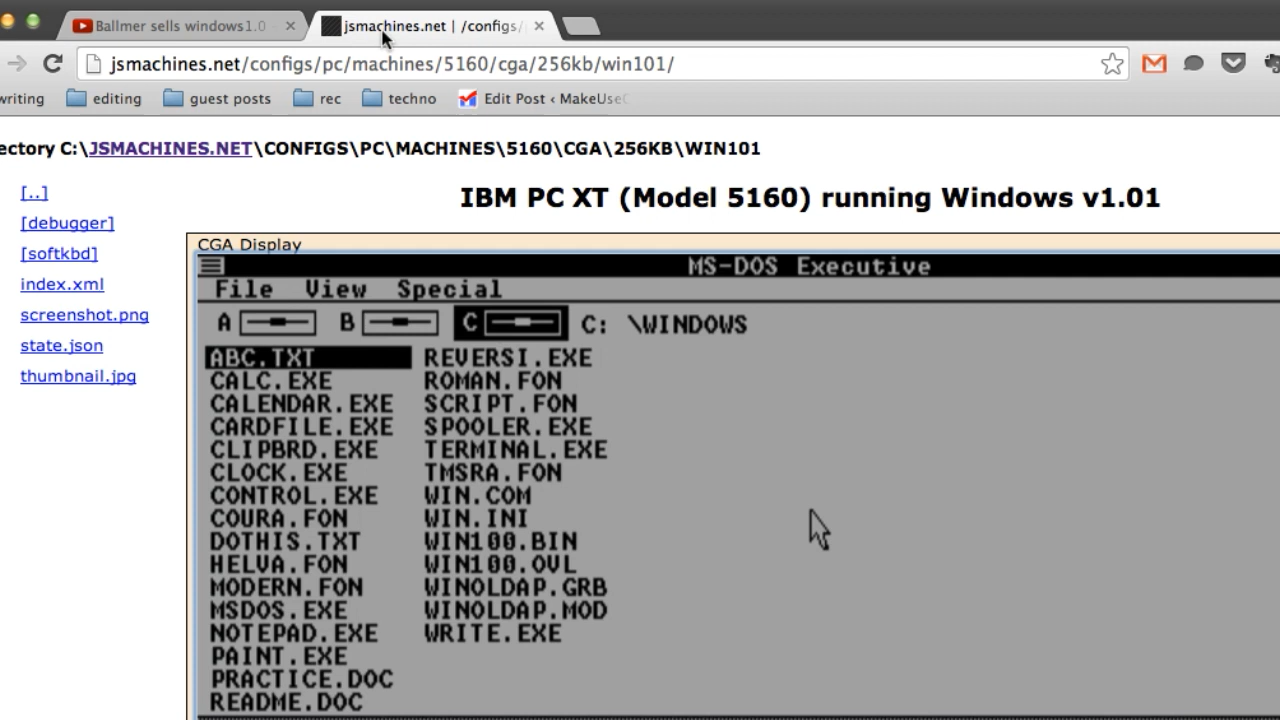 Ballmer sells windows1.0
jsmachines.net | /configs/
jsmachines.net/configs/pc/machines/5160/cga/256kb/win101/
writing editing guest posts rec techno Edit Post ‹ MakeUseO
ectory C:\JSMACHINES.NET\CONFIGS\PC\MACHINES\5160\CGA\256KB\WIN101
[..]
[debugger]
[softkbd]
index.xml
screenshot.png
state.json
thumbnail.jpg
IBM PC XT (Model 5160) running Windows v1.01
CGA Display
MS-DOS Executive
File View Special
A B C C: \WINDOWS
ABC.TXT REVERSI.EXE
CALC.EXE ROMAN.FON
CALENDAR.EXE SCRIPT.FON
CARDFILE.EXE SPOOLER.EXE
CLIPBRD.EXE TERMINAL.EXE
CLOCK.EXE TMSRA.FON
CONTROL.EXE WIN.COM
COURA.FON WIN.INI
DOTHIS.TXT WIN100.BIN
HELVA.FON WIN100.OVL
MODERN.FON WINOLDAP.GRB
MSDOS.EXE WINOLDAP.MOD
NOTEPAD.EXE WRITE.EXE
PAINT.EXE
PRACTICE.DOC
README.DOC